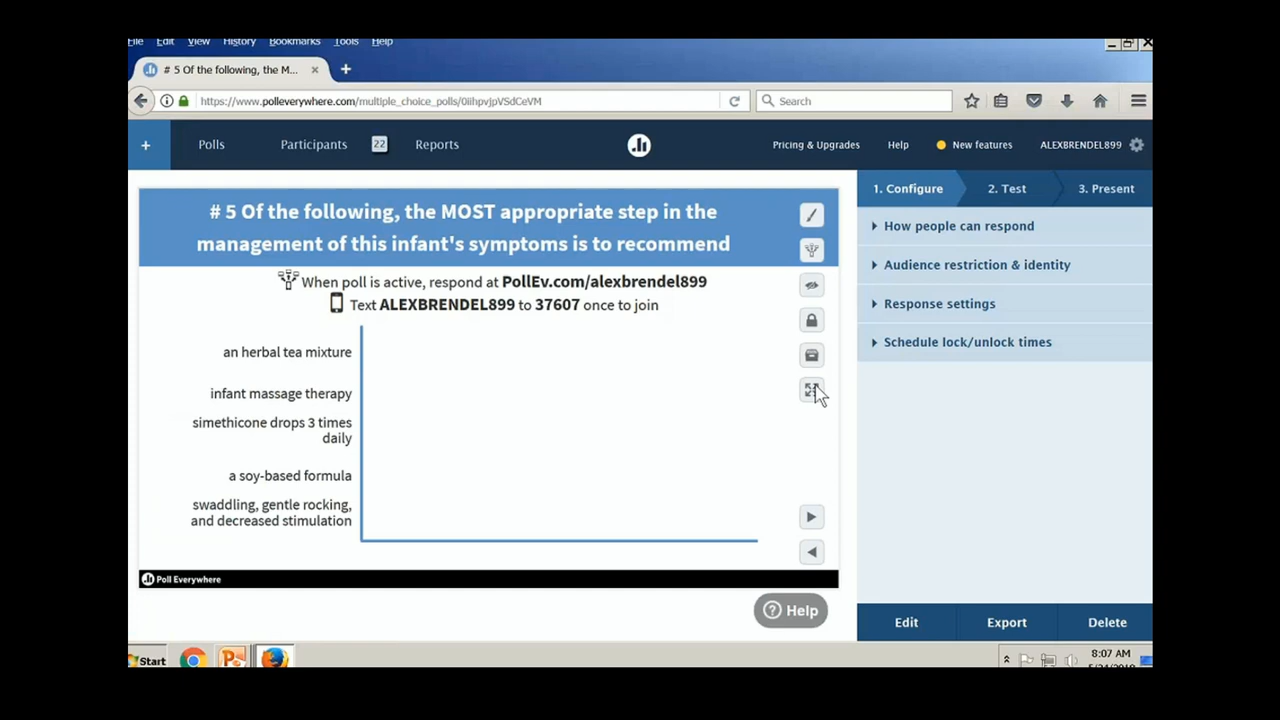 File Edit View History Bookmarks Tools Help
# 5 Of the following, the M...
https://www.polleverywhere.com/multiple_choice_polls/0iihpvjpVSdCeVM
Search
+ Polls Participants 22 Reports
Pricing & Upgrades Help New features ALEXBRENDEL899
# 5 Of the following, the MOST appropriate step in the
management of this infant's symptoms is to recommend
When poll is active, respond at PollEv.com/alexbrendel899
Text ALEXBRENDEL899 to 37607 once to join
an herbal tea mixture
infant massage therapy
simethicone drops 3 times
daily
a soy-based formula
swaddling, gentle rocking,
and decreased stimulation
Poll Everywhere
Help
1. Configure 2. Test 3. Present
How people can respond
Audience restriction & identity
Response settings
Schedule lock/unlock times
Edit Export Delete
Start
8:07 AM